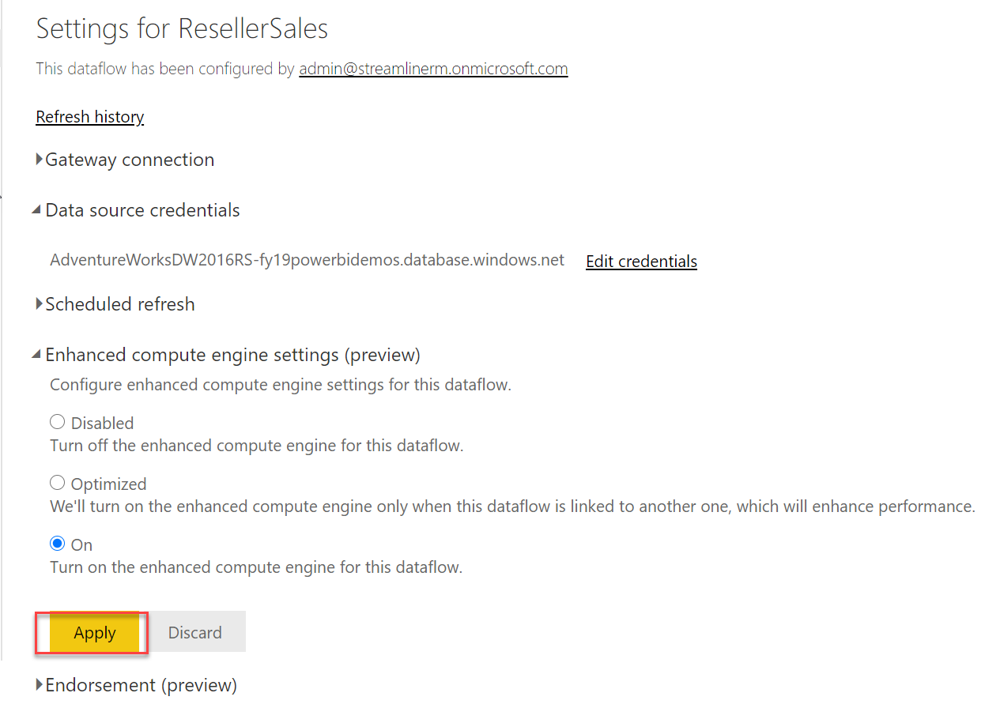 Settings for ResellerSales
This dataflow has been configured by admin@streamlinerm.onmicrosoft.com
Refresh history
Gateway connection
Data source credentials
AdventureWorksDW2016RS-fy19powerbidemos.database.windows.net Edit credentials
Scheduled refresh
Enhanced compute engine settings (preview)
Configure enhanced compute engine settings for this dataflow.
Disabled
Turn off the enhanced compute engine for this dataflow.
Optimized
We'll turn on the enhanced compute engine only when this dataflow is linked to another one, which will enhance performance.
On
Turn on the enhanced compute engine for this dataflow.
Apply Discard
Endorsement (preview)